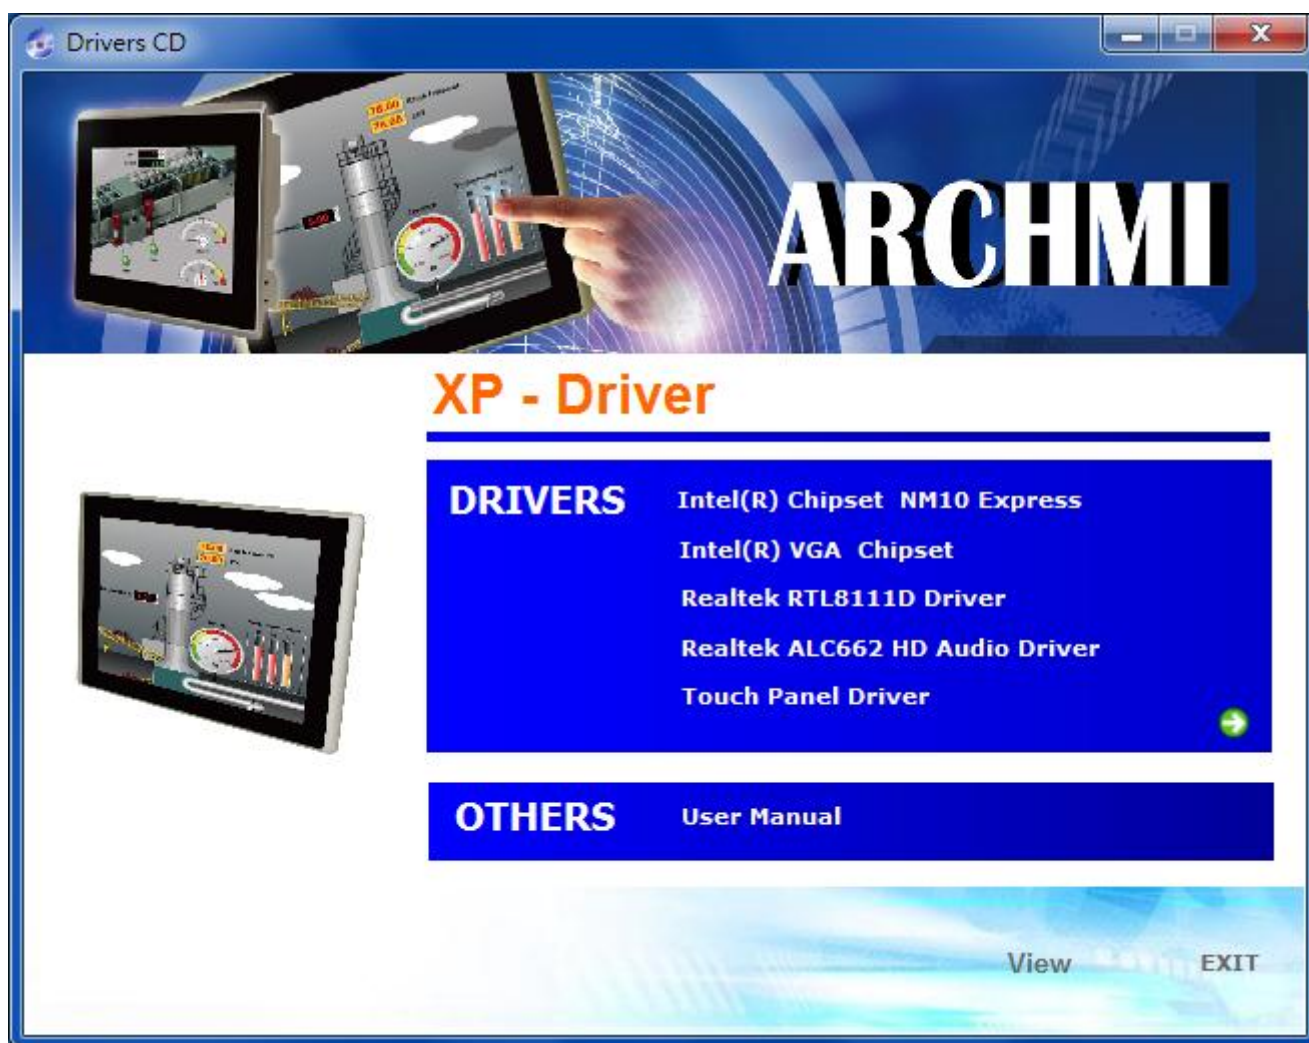 Drivers CD
ARCHMI
XP - Driver
DRIVERS
Intel(R) Chipset NM10 Express
Intel(R) VGA Chipset
Realtek RTL8111D Driver
Realtek ALC662 HD Audio Driver
Touch Panel Driver
OTHERS
User Manual
View
EXIT